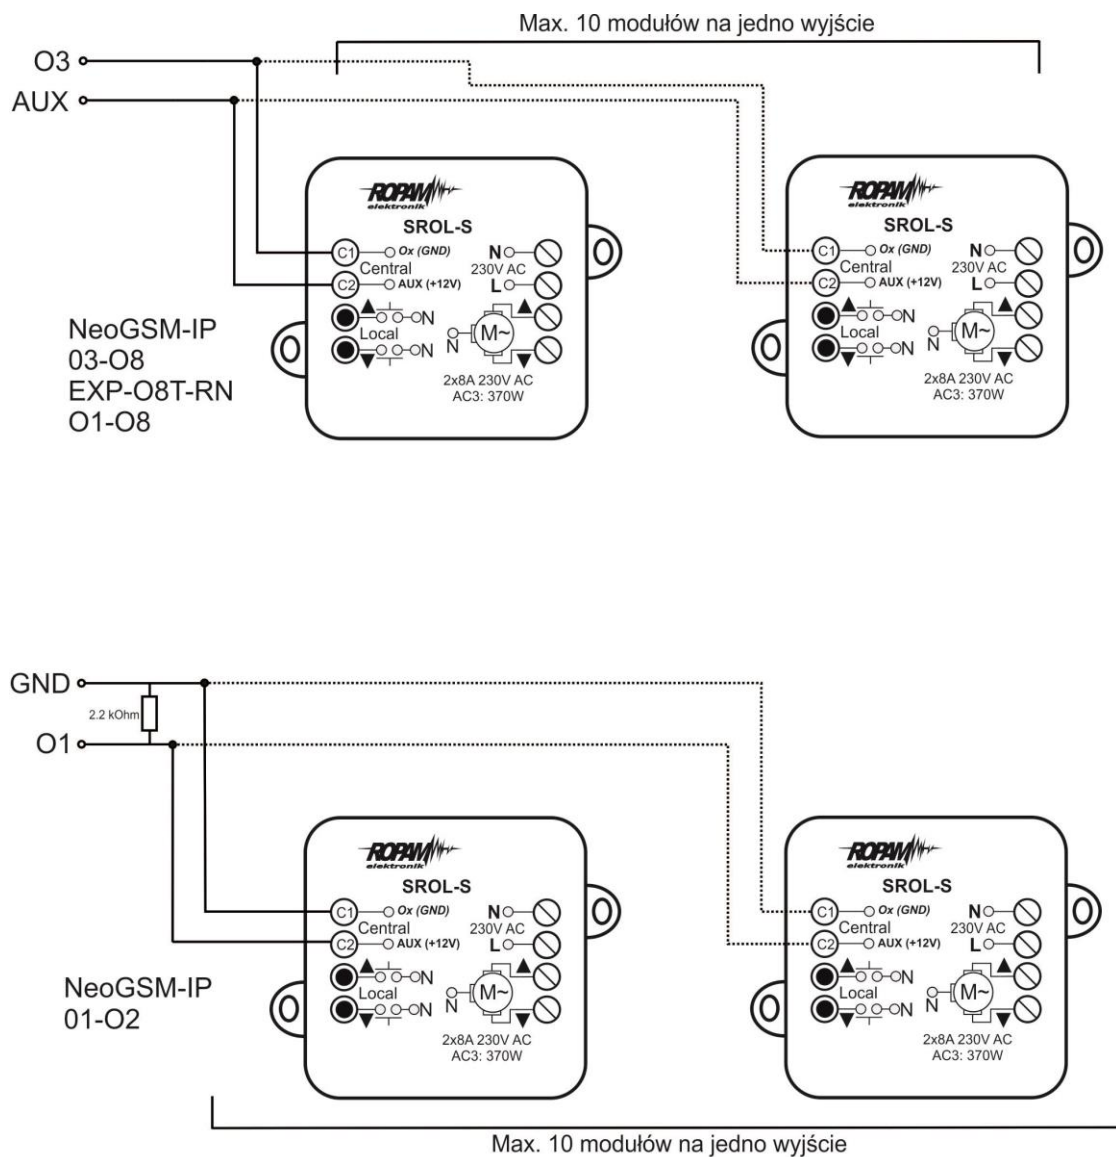 Max. 10 modułów na jedno wyjście
O3
AUX
ROPAM
elektronik
SROL-S
C1 Ox (GND) N
Central 230V AC
C2 AUX (+12V) L
N
Local M~
N N
2x8A 230V AC
AC3: 370W
ROPAM
elektronik
SROL-S
C1 Ox (GND) N
Central 230V AC
C2 AUX (+12V) L
N
Local M~
N N
2x8A 230V AC
AC3: 370W
NeoGSM-IP
03-O8
EXP-O8T-RN
O1-O8
GND
2.2 kOhm
O1
ROPAM
elektronik
SROL-S
C1 Ox (GND) N
Central 230V AC
C2 AUX (+12V) L
N
Local M~
N N
2x8A 230V AC
AC3: 370W
ROPAM
elektronik
SROL-S
C1 Ox (GND) N
Central 230V AC
C2 AUX (+12V) L
N
Local M~
N N
2x8A 230V AC
AC3: 370W
NeoGSM-IP
01-O2
Max. 10 modułów na jedno wyjście